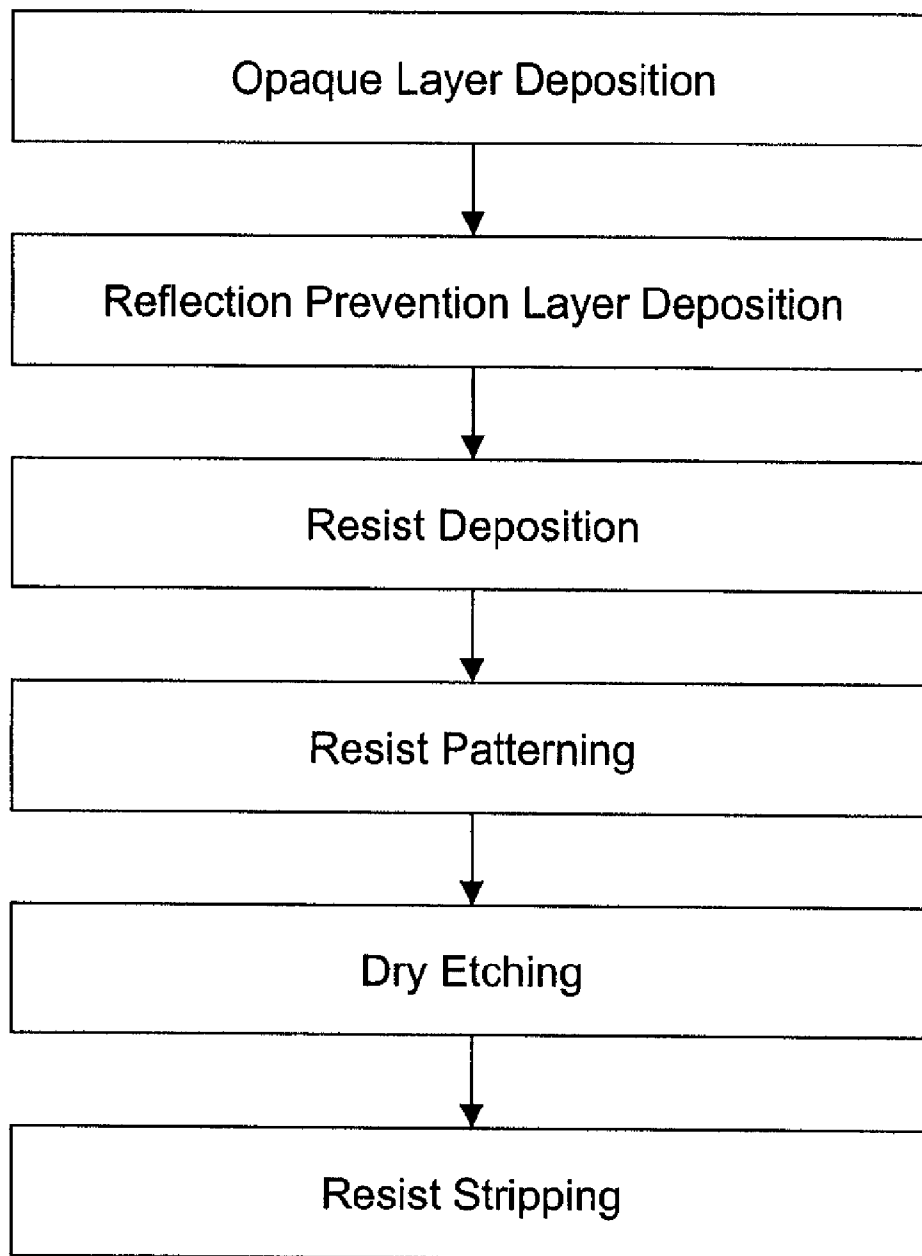 Opaque Layer Deposition
Reflection Prevention Layer Deposition
Resist Deposition
Resist Patterning
Dry Etching
Resist Stripping